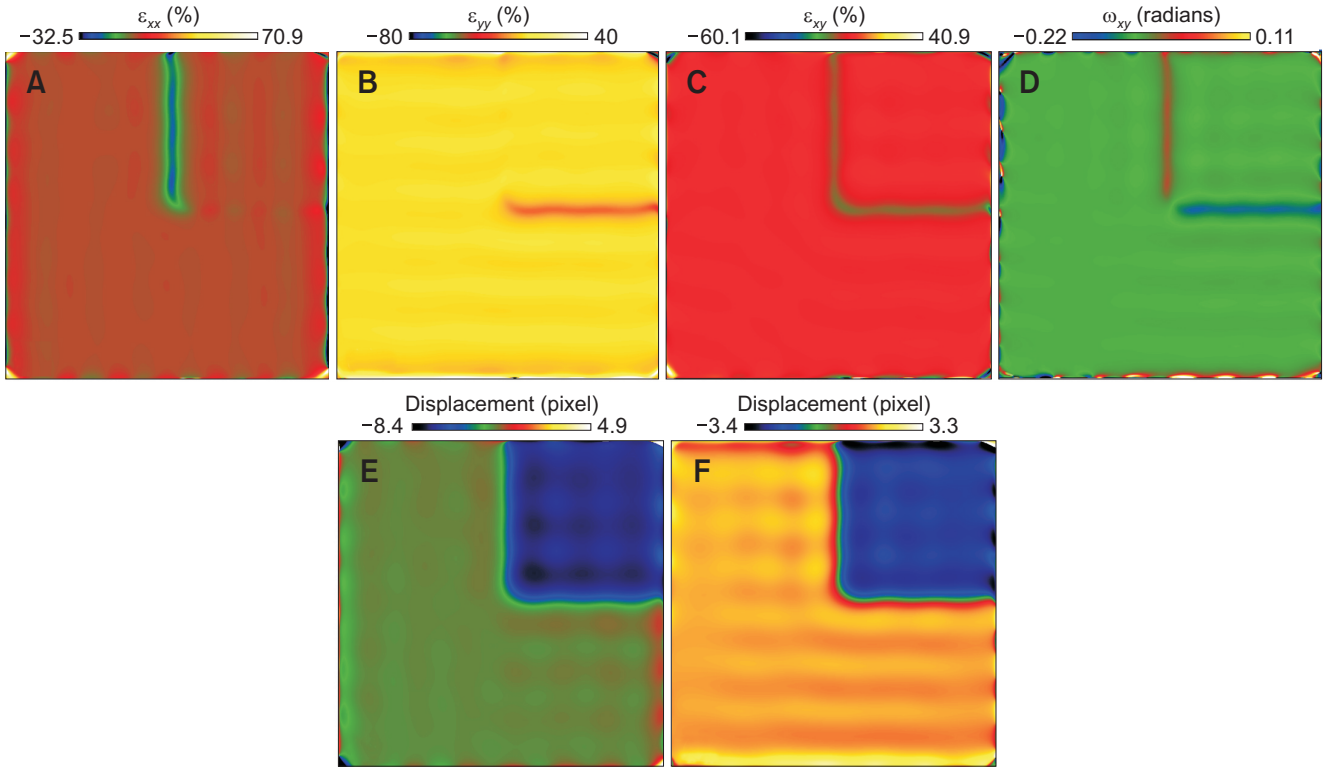 εxx (%)
−32.5 70.9
εyy (%)
−80 40
εxy (%)
−60.1 40.9
ωxy (radians)
−0.22 0.11
A
B
C
D
Displacement (pixel)
−8.4 4.9
Displacement (pixel)
−3.4 3.3
E
F